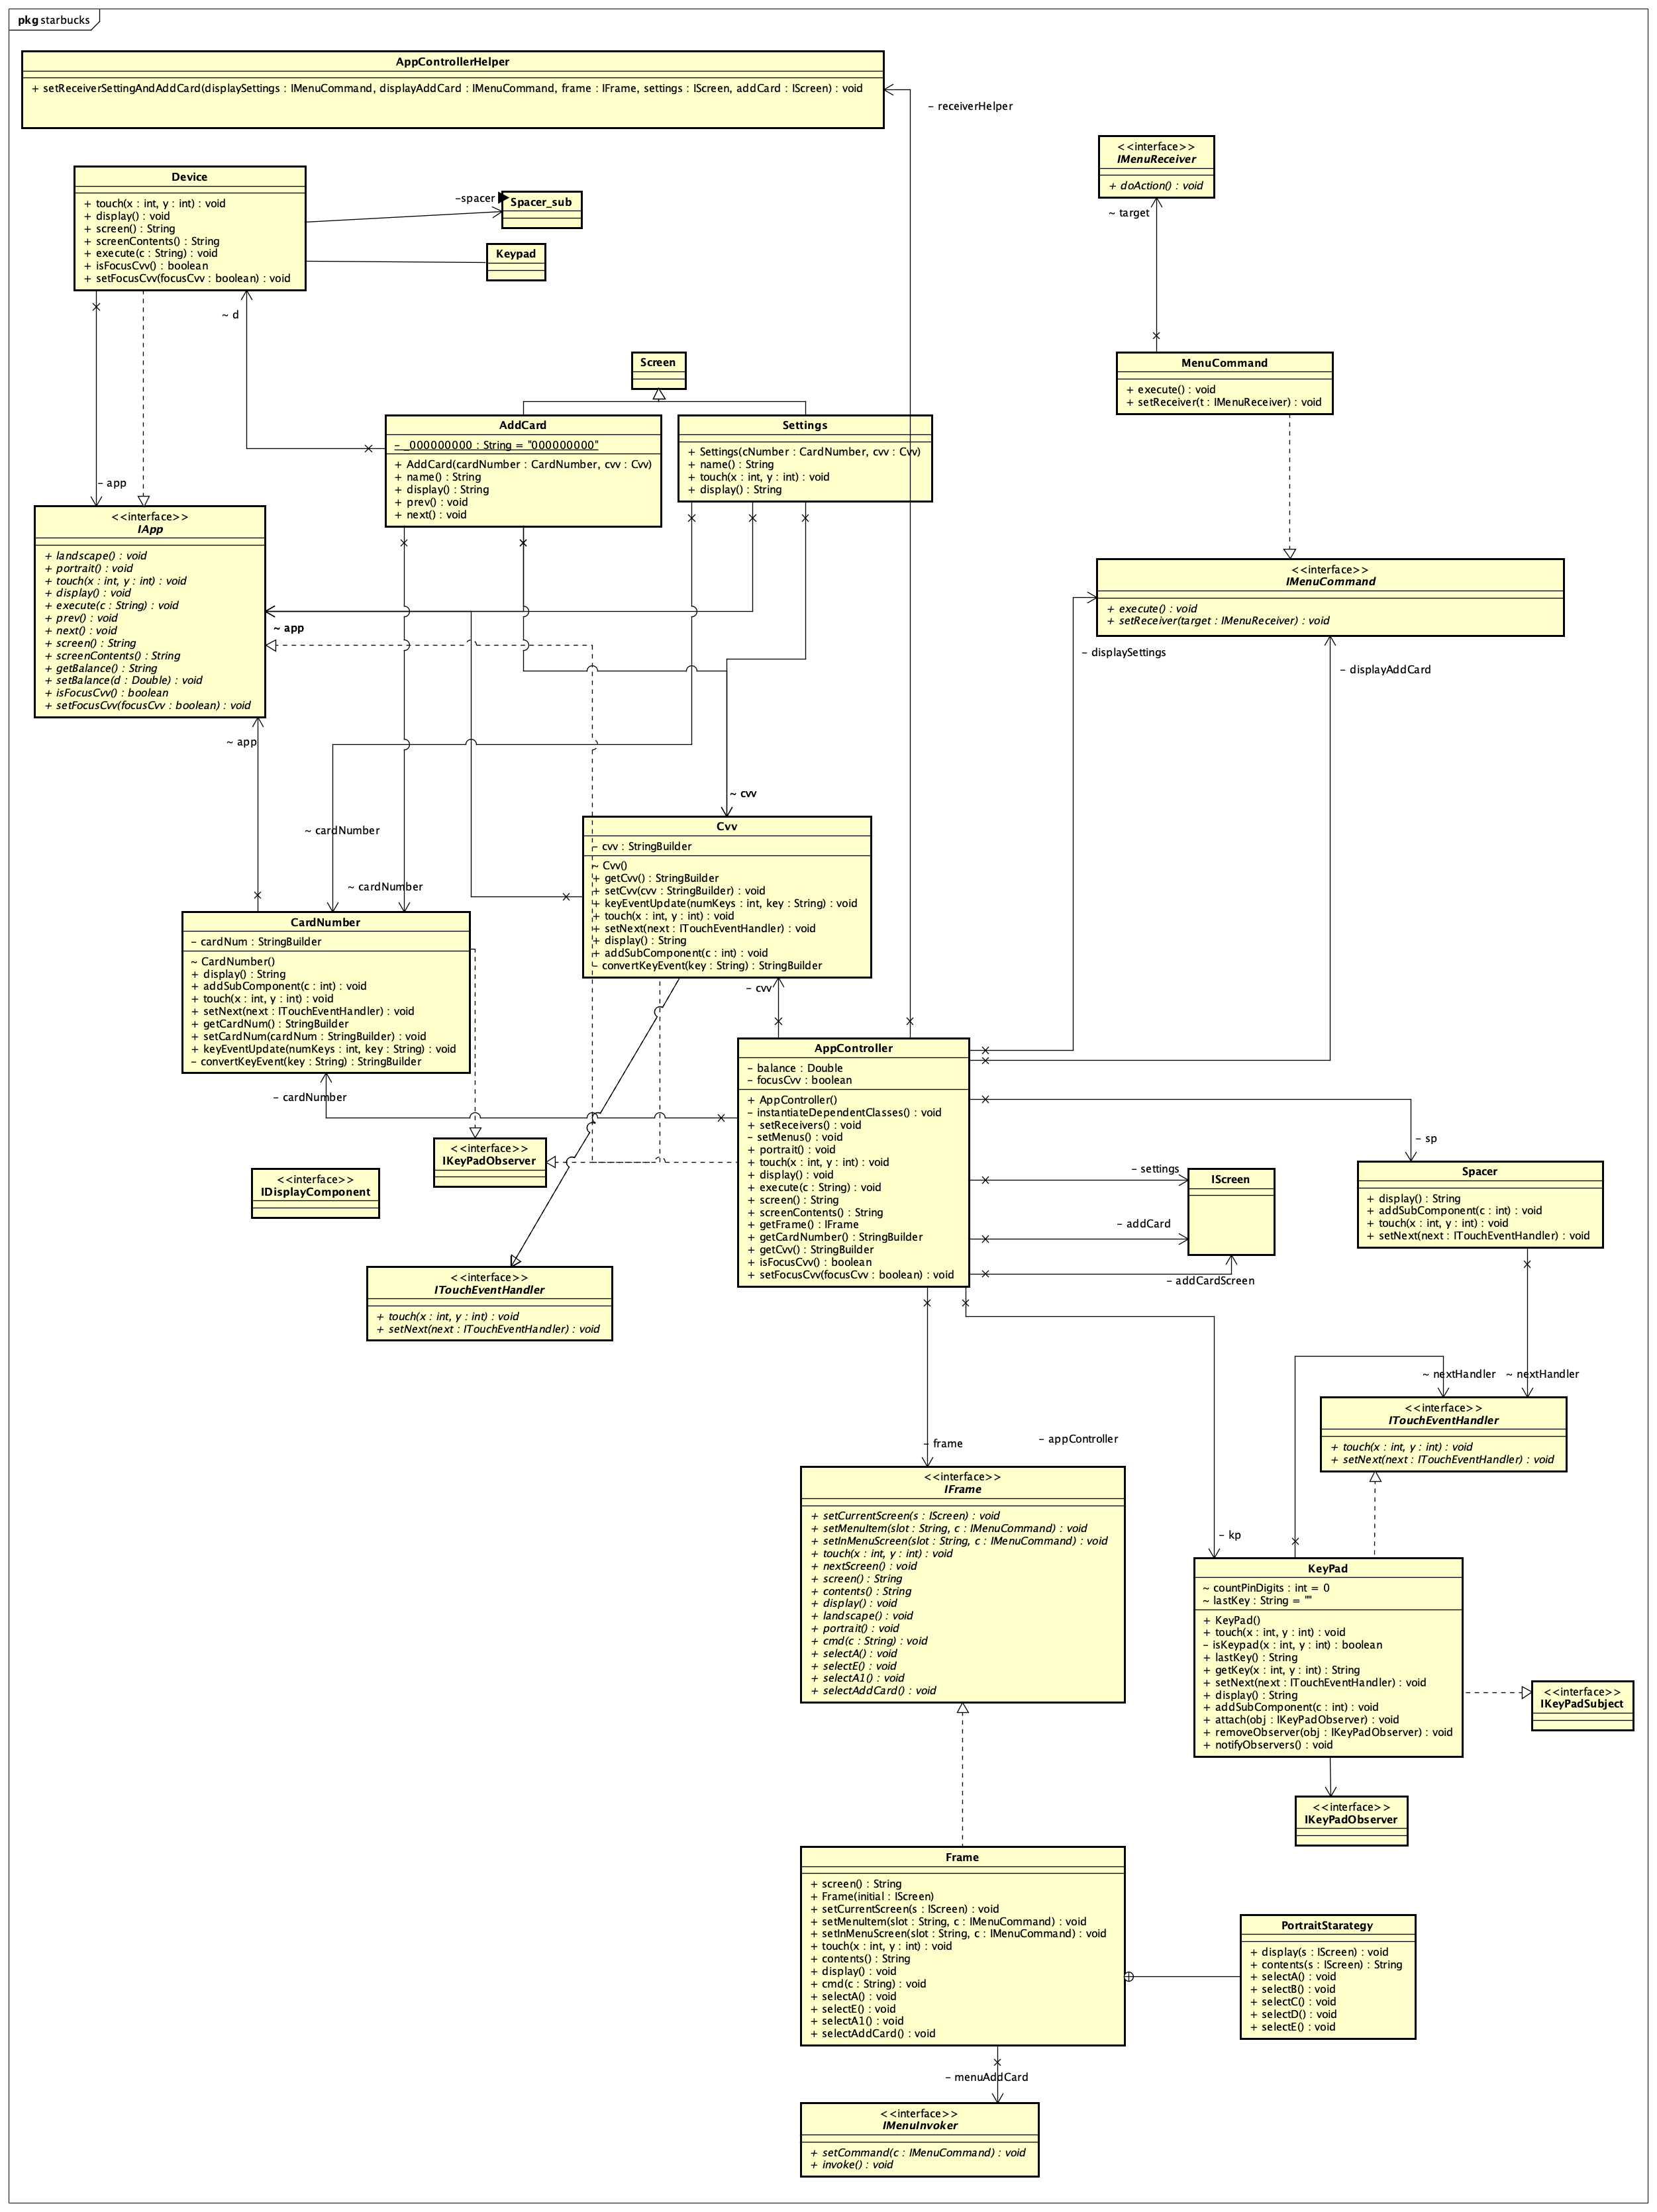 pkg starbucks
AppControllerHelper
+ setReceiverSettingAndAddCard(displaySettings : IMenuCommand, displayAddCard : IMenuCommand, frame : IFrame, settings : IScreen, addCard : IScreen) : void
– receiverHelper
<<interface>>
IMenuReceiver
+ doAction() : void
~ target
Device
+ touch(x : int, y : int) : void
+ display() : void
+ screen() : String
+ screenContents() : String
+ execute(c : String) : void
+ isFocusCvv() : boolean
+ setFocusCvv(focusCvv : boolean) : void
–spacer
Spacer_sub
Keypad
~ d
– app
Screen
MenuCommand
+ execute() : void
+ setReceiver(t : IMenuReceiver) : void
AddCard
– _000000000 : String = "000000000"
+ AddCard(cardNumber : CardNumber, cvv : Cvv)
+ name() : String
+ display() : String
+ prev() : void
+ next() : void
Settings
+ Settings(cNumber : CardNumber, cvv : Cvv)
+ name() : String
+ touch(x : int, y : int) : void
+ display() : String
<<interface>>
IApp
+ landscape() : void
+ portrait() : void
+ touch(x : int, y : int) : void
+ display() : void
+ execute(c : String) : void
+ prev() : void
+ next() : void
+ screen() : String
+ screenContents() : String
+ getBalance() : String
+ setBalance(d : Double) : void
+ isFocusCvv() : boolean
+ setFocusCvv(focusCvv : boolean) : void
~ app
~ app
<<interface>>
IMenuCommand
+ execute() : void
+ setReceiver(target : IMenuReceiver) : void
– displaySettings
– displayAddCard
~ cvv
~ cardNumber
~ cardNumber
Cvv
– cvv : StringBuilder
~ Cvv()
+ getCvv() : StringBuilder
+ setCvv(cvv : StringBuilder) : void
+ keyEventUpdate(numKeys : int, key : String) : void
+ touch(x : int, y : int) : void
+ setNext(next : ITouchEventHandler) : void
+ display() : String
+ addSubComponent(c : int) : void
– convertKeyEvent(key : String) : StringBuilder
– cvv
CardNumber
– cardNum : StringBuilder
~ CardNumber()
+ display() : String
+ addSubComponent(c : int) : void
+ touch(x : int, y : int) : void
+ setNext(next : ITouchEventHandler) : void
+ getCardNum() : StringBuilder
+ setCardNum(cardNum : StringBuilder) : void
+ keyEventUpdate(numKeys : int, key : String) : void
– convertKeyEvent(key : String) : StringBuilder
– cardNumber
AppController
– balance : Double
– focusCvv : boolean
+ AppController()
– instantiateDependentClasses() : void
+ setReceivers() : void
– setMenus() : void
+ portrait() : void
+ touch(x : int, y : int) : void
+ display() : void
+ execute(c : String) : void
+ screen() : String
+ screenContents() : String
+ getFrame() : IFrame
+ getCardNumber() : StringBuilder
+ getCvv() : StringBuilder
+ isFocusCvv() : boolean
+ setFocusCvv(focusCvv : boolean) : void
<<interface>>
IKeyPadObserver
<<interface>>
IDisplayComponent
<<interface>>
ITouchEventHandler
+ touch(x : int, y : int) : void
+ setNext(next : ITouchEventHandler) : void
– settings
– addCard
– addCardScreen
IScreen
– sp
Spacer
+ display() : String
+ addSubComponent(c : int) : void
+ touch(x : int, y : int) : void
+ setNext(next : ITouchEventHandler) : void
~ nextHandler
~ nextHandler
<<interface>>
ITouchEventHandler
+ touch(x : int, y : int) : void
+ setNext(next : ITouchEventHandler) : void
– frame
– appController
<<interface>>
IFrame
+ setCurrentScreen(s : IScreen) : void
+ setMenuItem(slot : String, c : IMenuCommand) : void
+ setInMenuScreen(slot : String, c : IMenuCommand) : void
+ touch(x : int, y : int) : void
+ nextScreen() : void
+ screen() : String
+ contents() : String
+ display() : void
+ landscape() : void
+ portrait() : void
+ cmd(c : String) : void
+ selectA() : void
+ selectE() : void
+ selectA1() : void
+ selectAddCard() : void
– kp
KeyPad
~ countPinDigits : int = 0
~ lastKey : String = ""
+ KeyPad()
+ touch(x : int, y : int) : void
– isKeypad(x : int, y : int) : boolean
+ lastKey() : String
+ getKey(x : int, y : int) : String
+ setNext(next : ITouchEventHandler) : void
+ display() : String
+ addSubComponent(c : int) : void
+ attach(obj : IKeyPadObserver) : void
+ removeObserver(obj : IKeyPadObserver) : void
+ notifyObservers() : void
<<interface>>
IKeyPadSubject
<<interface>>
IKeyPadObserver
Frame
+ screen() : String
+ Frame(initial : IScreen)
+ setCurrentScreen(s : IScreen) : void
+ setMenuItem(slot : String, c : IMenuCommand) : void
+ setInMenuScreen(slot : String, c : IMenuCommand) : void
+ touch(x : int, y : int) : void
+ contents() : String
+ display() : void
+ cmd(c : String) : void
+ selectA() : void
+ selectE() : void
+ selectA1() : void
+ selectAddCard() : void
PortraitStarategy
+ display(s : IScreen) : void
+ contents(s : IScreen) : String
+ selectA() : void
+ selectB() : void
+ selectC() : void
+ selectD() : void
+ selectE() : void
– menuAddCard
<<interface>>
IMenuInvoker
+ setCommand(c : IMenuCommand) : void
+ invoke() : void